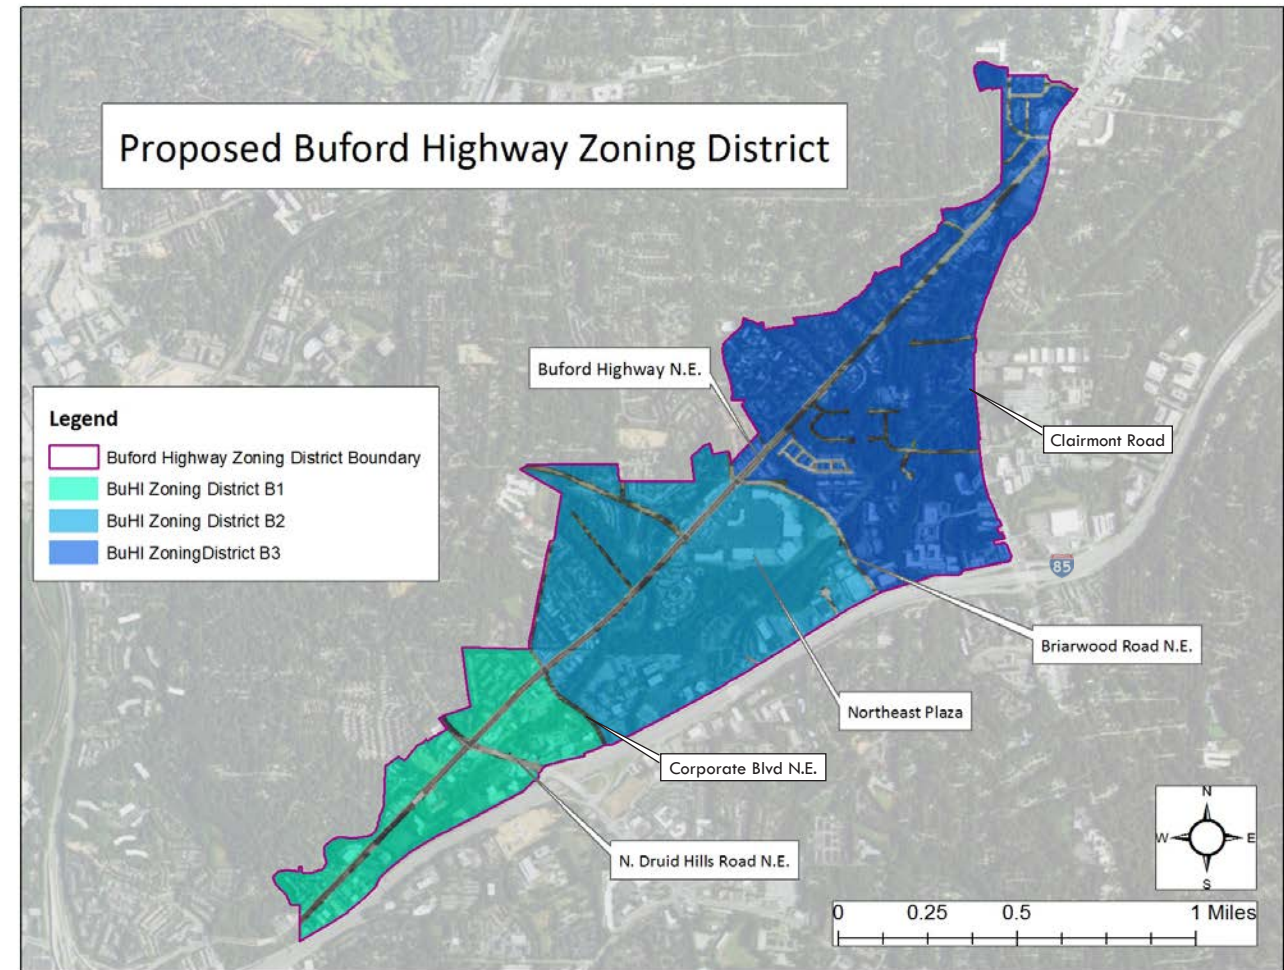 Proposed Buford Highway Zoning District
Buford Highway N.E.
Legend
Buford Highway Zoning District Boundary
BuHI Zoning District B1
BuHI Zoning District B2
BuHI ZoningDistrict B3
Clairmont Road
85
Briarwood Road N.E.
Northeast Plaza
Corporate Blvd N.E.
N. Druid Hills Road N.E.
N
W E
S
0 0.25 0.5 1 Miles